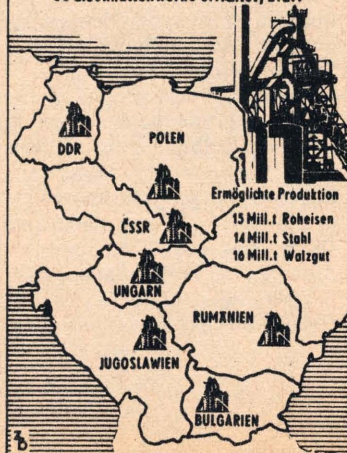 DDR
POLEN
Ermöglichte Produktion
15 Mill.t Roheisen
14 Mill.t Stahl
16 Mill.t Walzgut
ČSSR
UNGARN
RUMÄNIEN
JUGOSLAWIEN
BULGARIEN